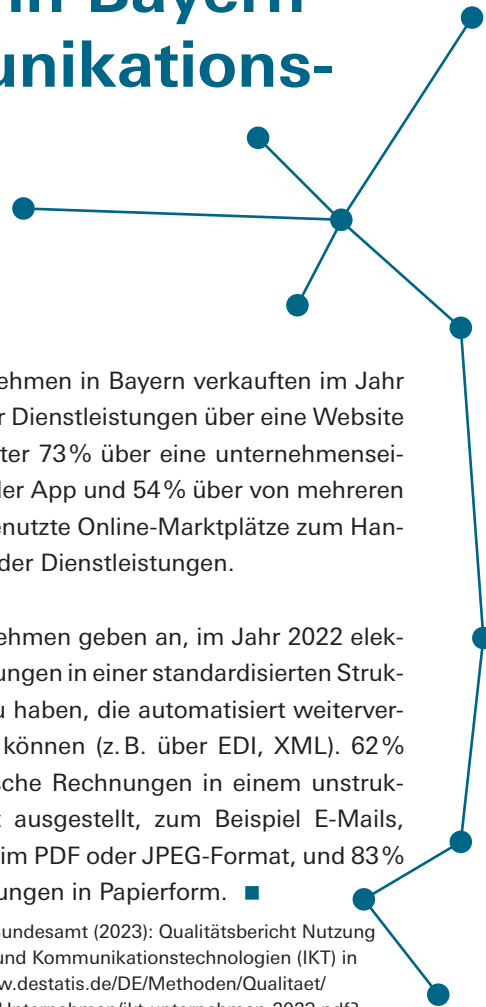 in Bayern
unikations-
ehmen in Bayern verkauften im Jahr
r Dienstleistungen über eine Website
ter 73 % über eine unternehmensei-
der App und 54 % über von mehreren
enutzte Online-Marktplätze zum Han-
der Dienstleistungen.
ehmen geben an, im Jahr 2022 elek-
ungen in einer standardisierten Struk-
u haben, die automatisiert weiterver-
können (z. B. über EDI, XML). 62 %
sche Rechnungen in einem unstruk-
t ausgestellt, zum Beispiel E-Mails,
im PDF oder JPEG-Format, und 83 %
ungen in Papierform. ■
undesamt (2023): Qualitätsbericht Nutzung
und Kommunikationstechnologien (IKT) in
w.destatis.de/DE/Methoden/Qualitaet/